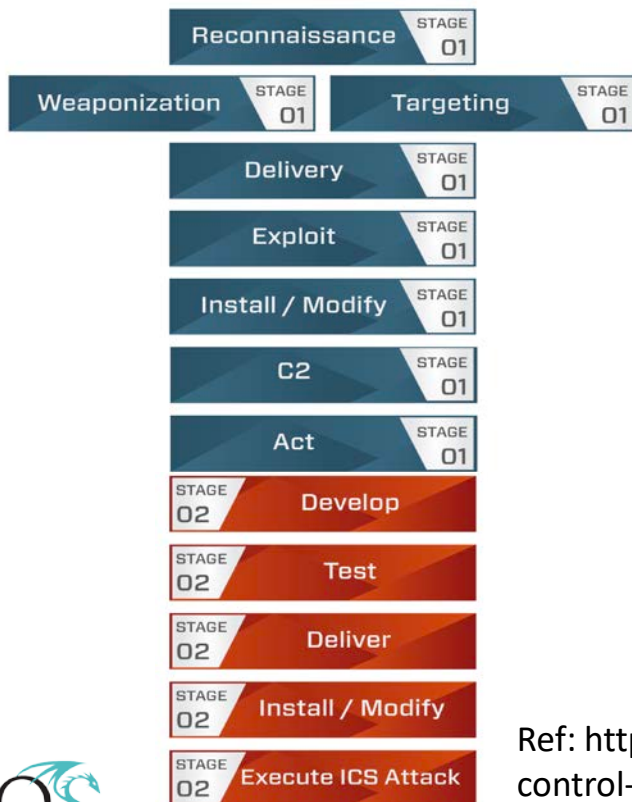 Reconnaissance STAGE 01
Weaponization STAGE 01 Targeting STAGE 01
Delivery STAGE 01
Exploit STAGE 01
Install / Modify STAGE 01
C2 STAGE 01
Act STAGE 01
STAGE 02 Develop
STAGE 02 Test
STAGE 02 Deliver
STAGE 02 Install / Modify
STAGE 02 Execute ICS Attack
Ref: http
control-